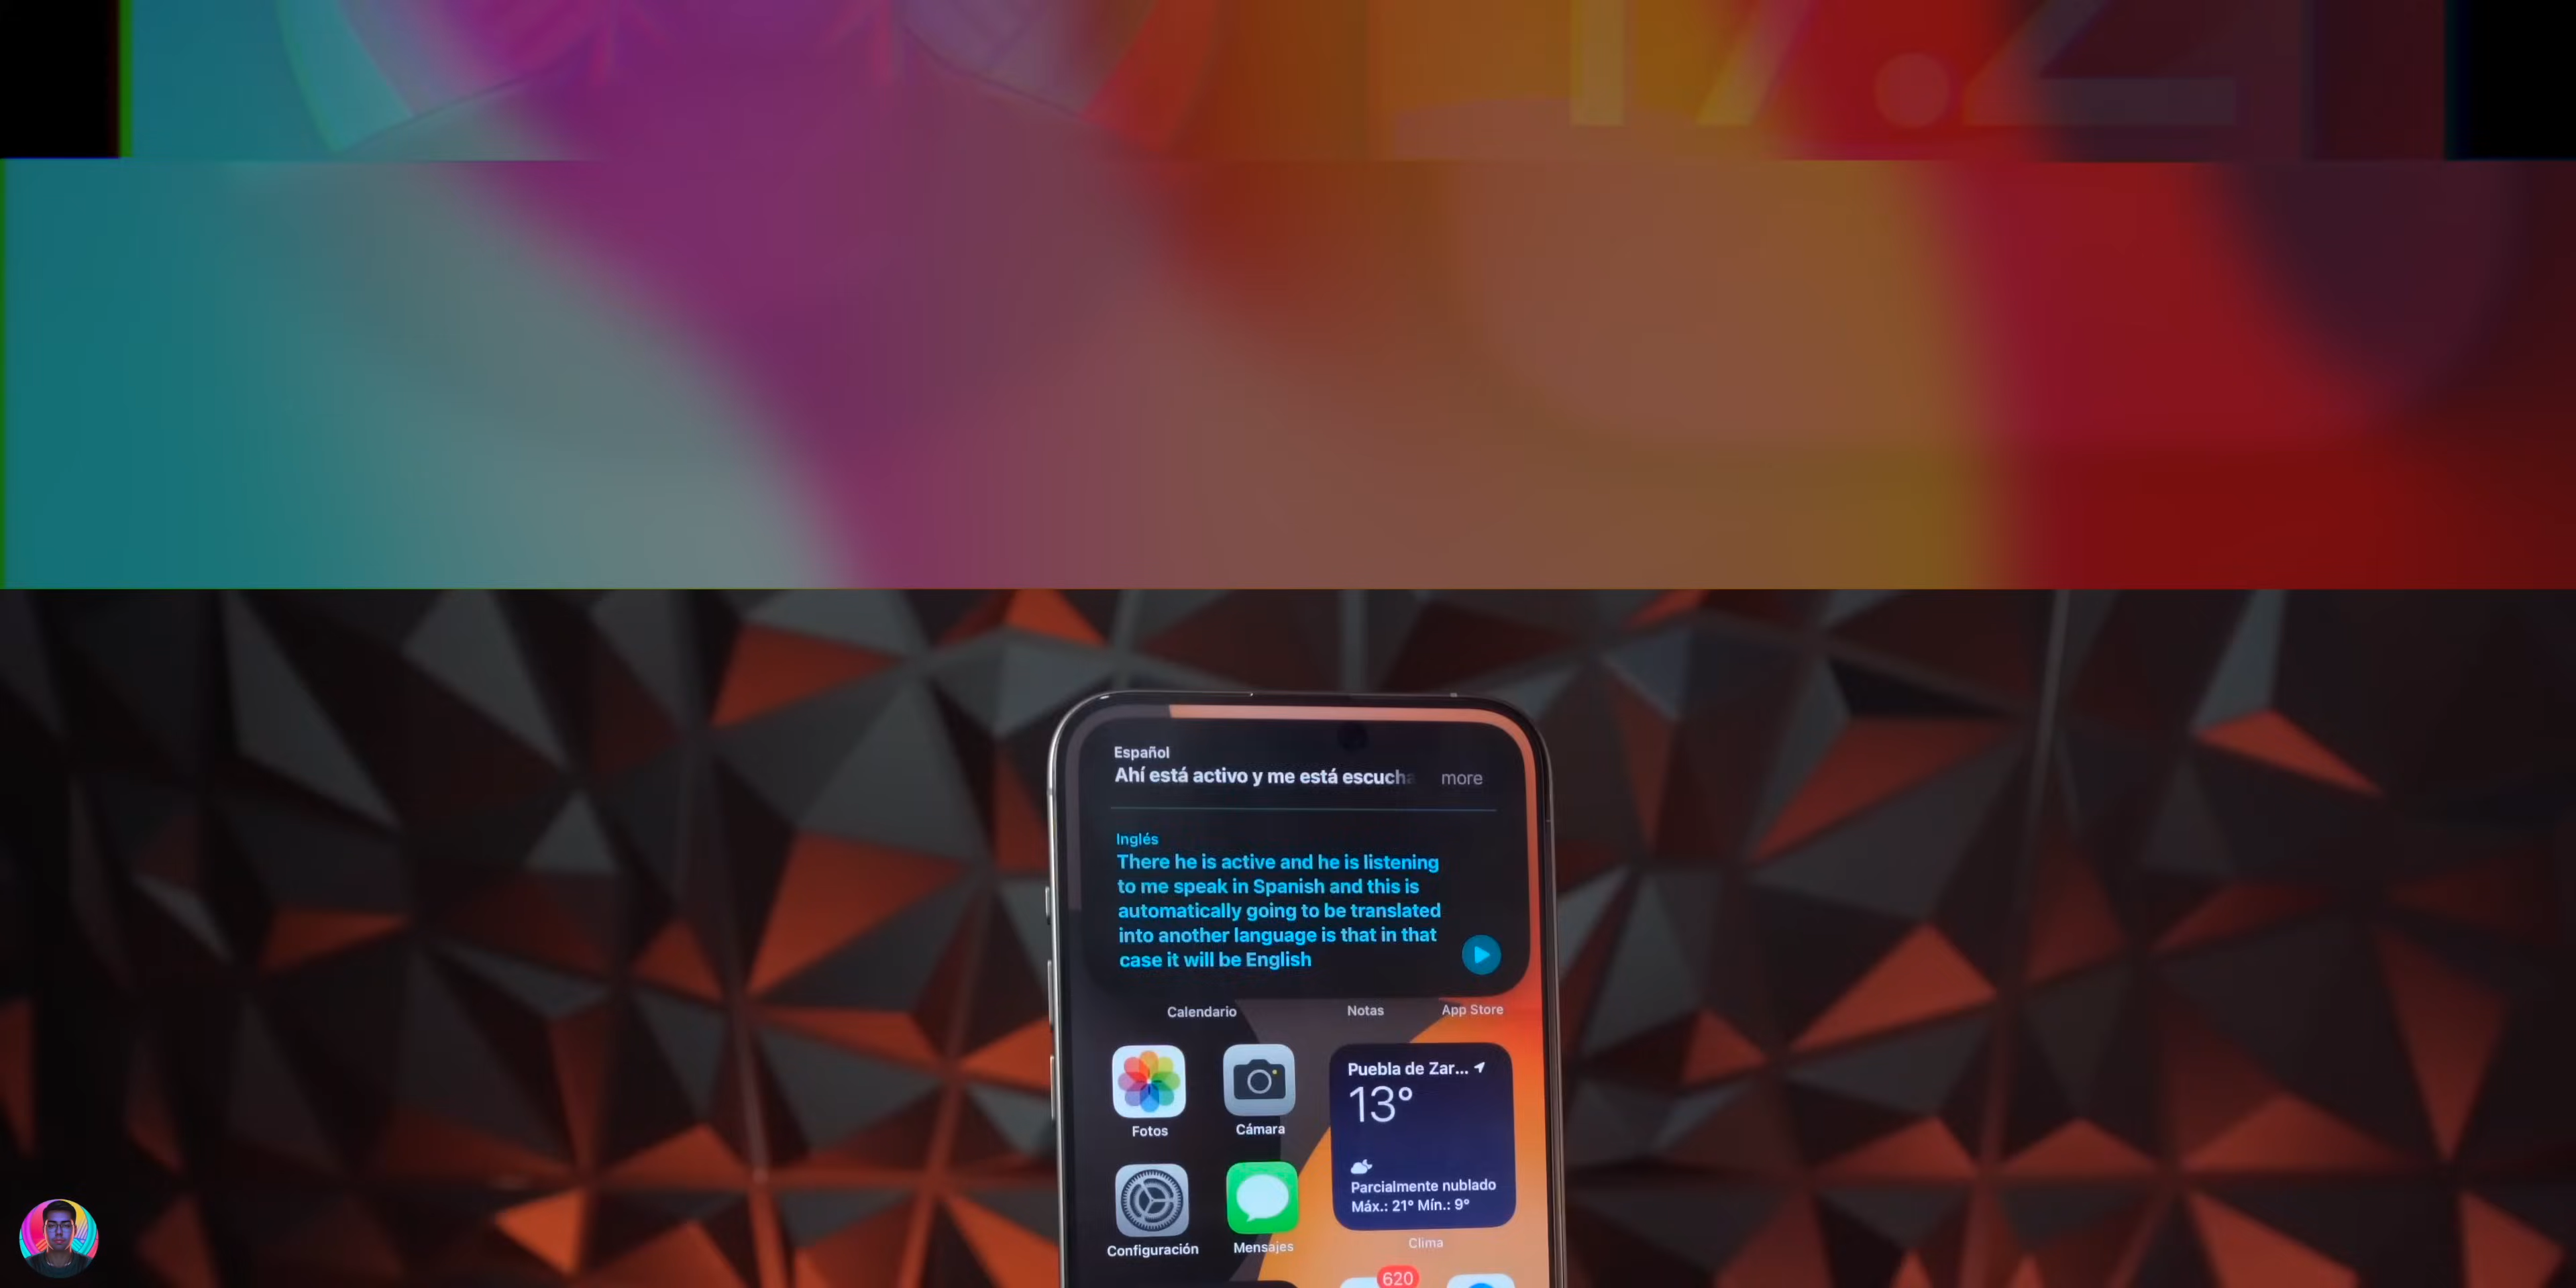 17.2
Español
Ahí está activo y me está escucha
more
Inglés
There he is active and he is listening
to me speak in Spanish and this is
automatically going to be translated
into another language is that in that
case it will be English
Calendario
Notas
App Store
Puebla de Zar...
13°
Fotos
Cámara
Parcialmente nublado
Máx.: 21° Mín.: 9°
Configuración
Mensajes
Clima
620